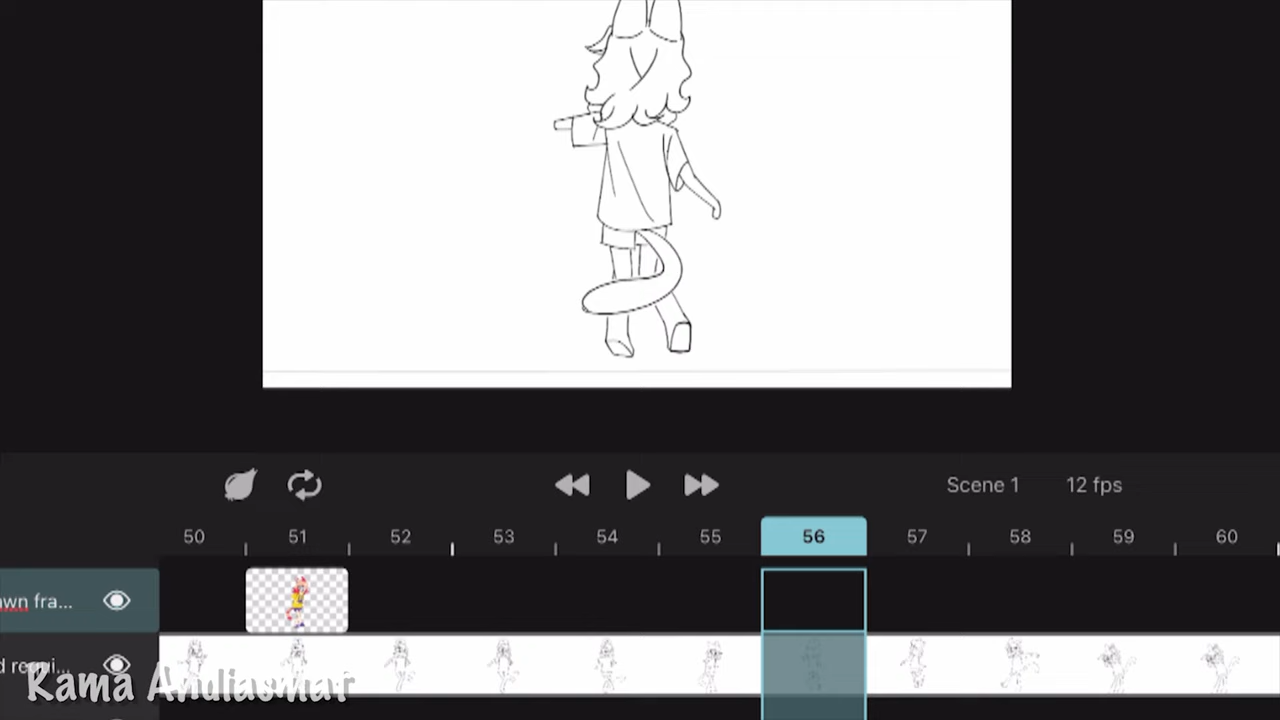 Scene 1 12 fps
50 51 52 53 54 55 56 57 58 59 60
awn fra...
d requi...
Kama Andiasmar